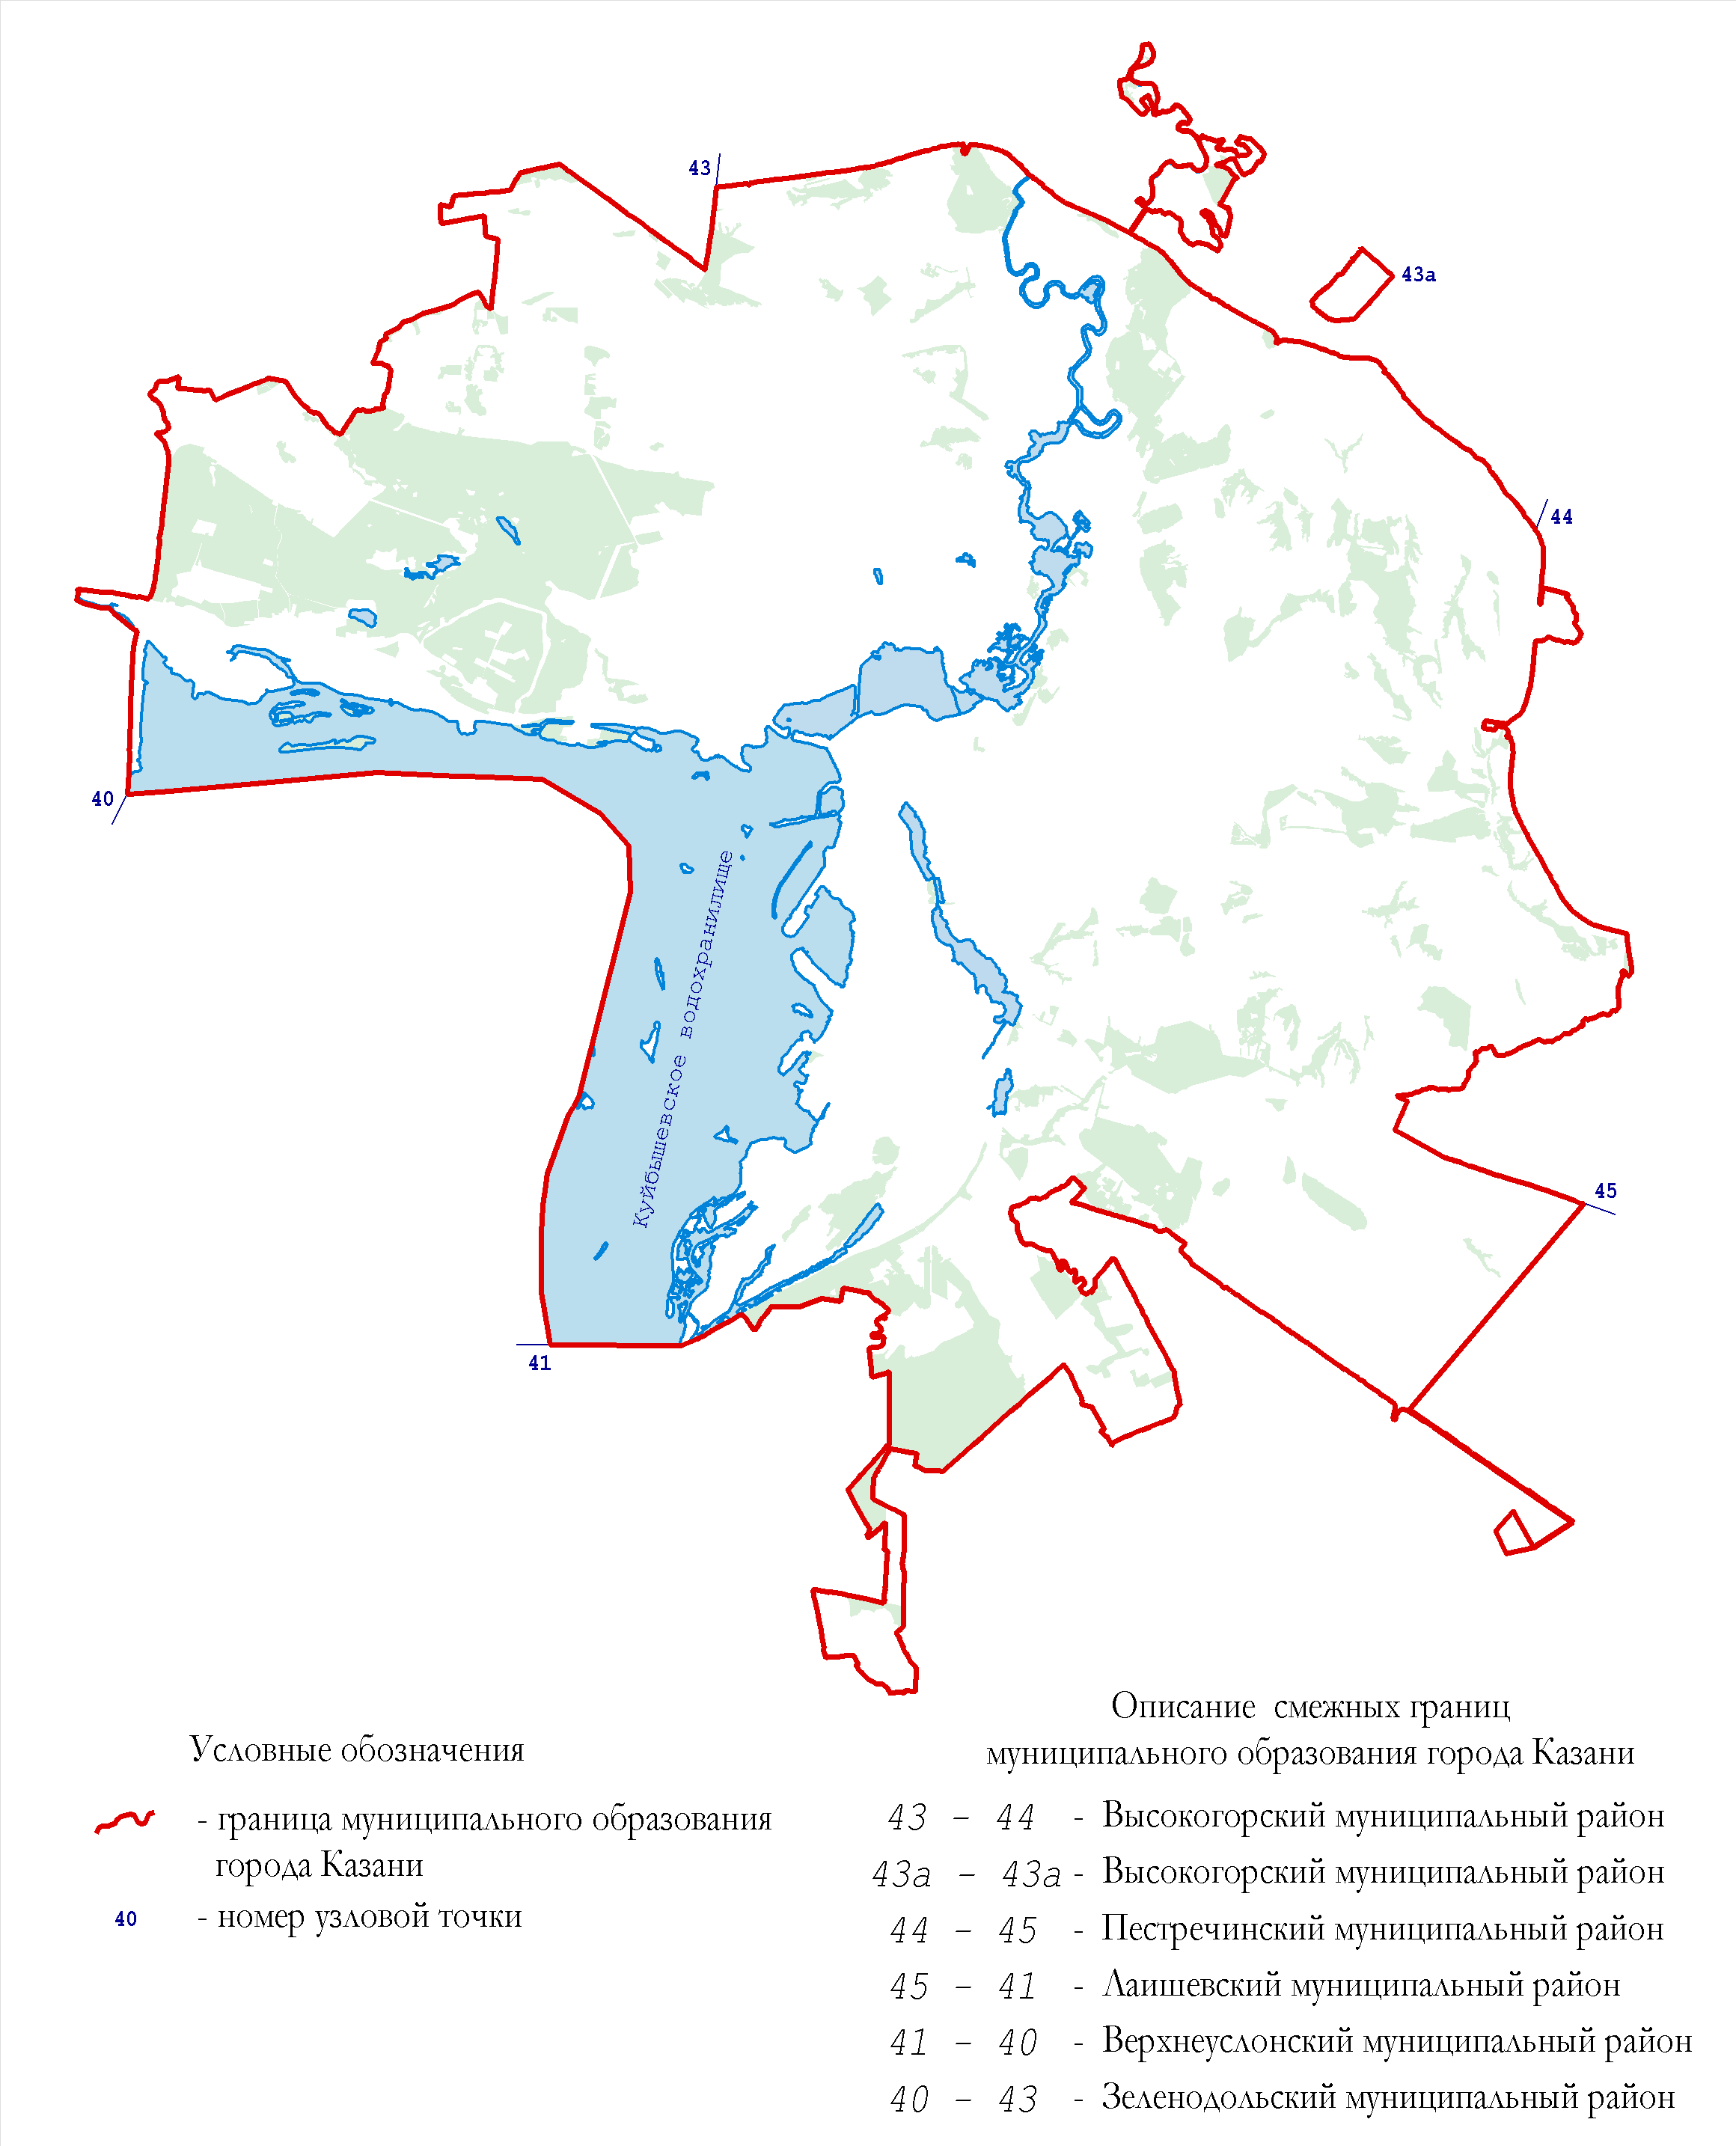 43
43а
44
40
Куйбышевское водохранилище
45
41
Условные обозначения
- граница муниципального образования
города Казани
40 - номер узловой точки
Описание смежных границ
муниципального образования города Казани
43 – 44 - Высокогорский муниципальный район
43а – 43а - Высокогорский муниципальный район
44 – 45 - Пестречинский муниципальный район
45 – 41 - Лаишевский муниципальный район
41 – 40 - Верхнеуслонский муниципальный район
40 – 43 - Зеленодольский муниципальный район